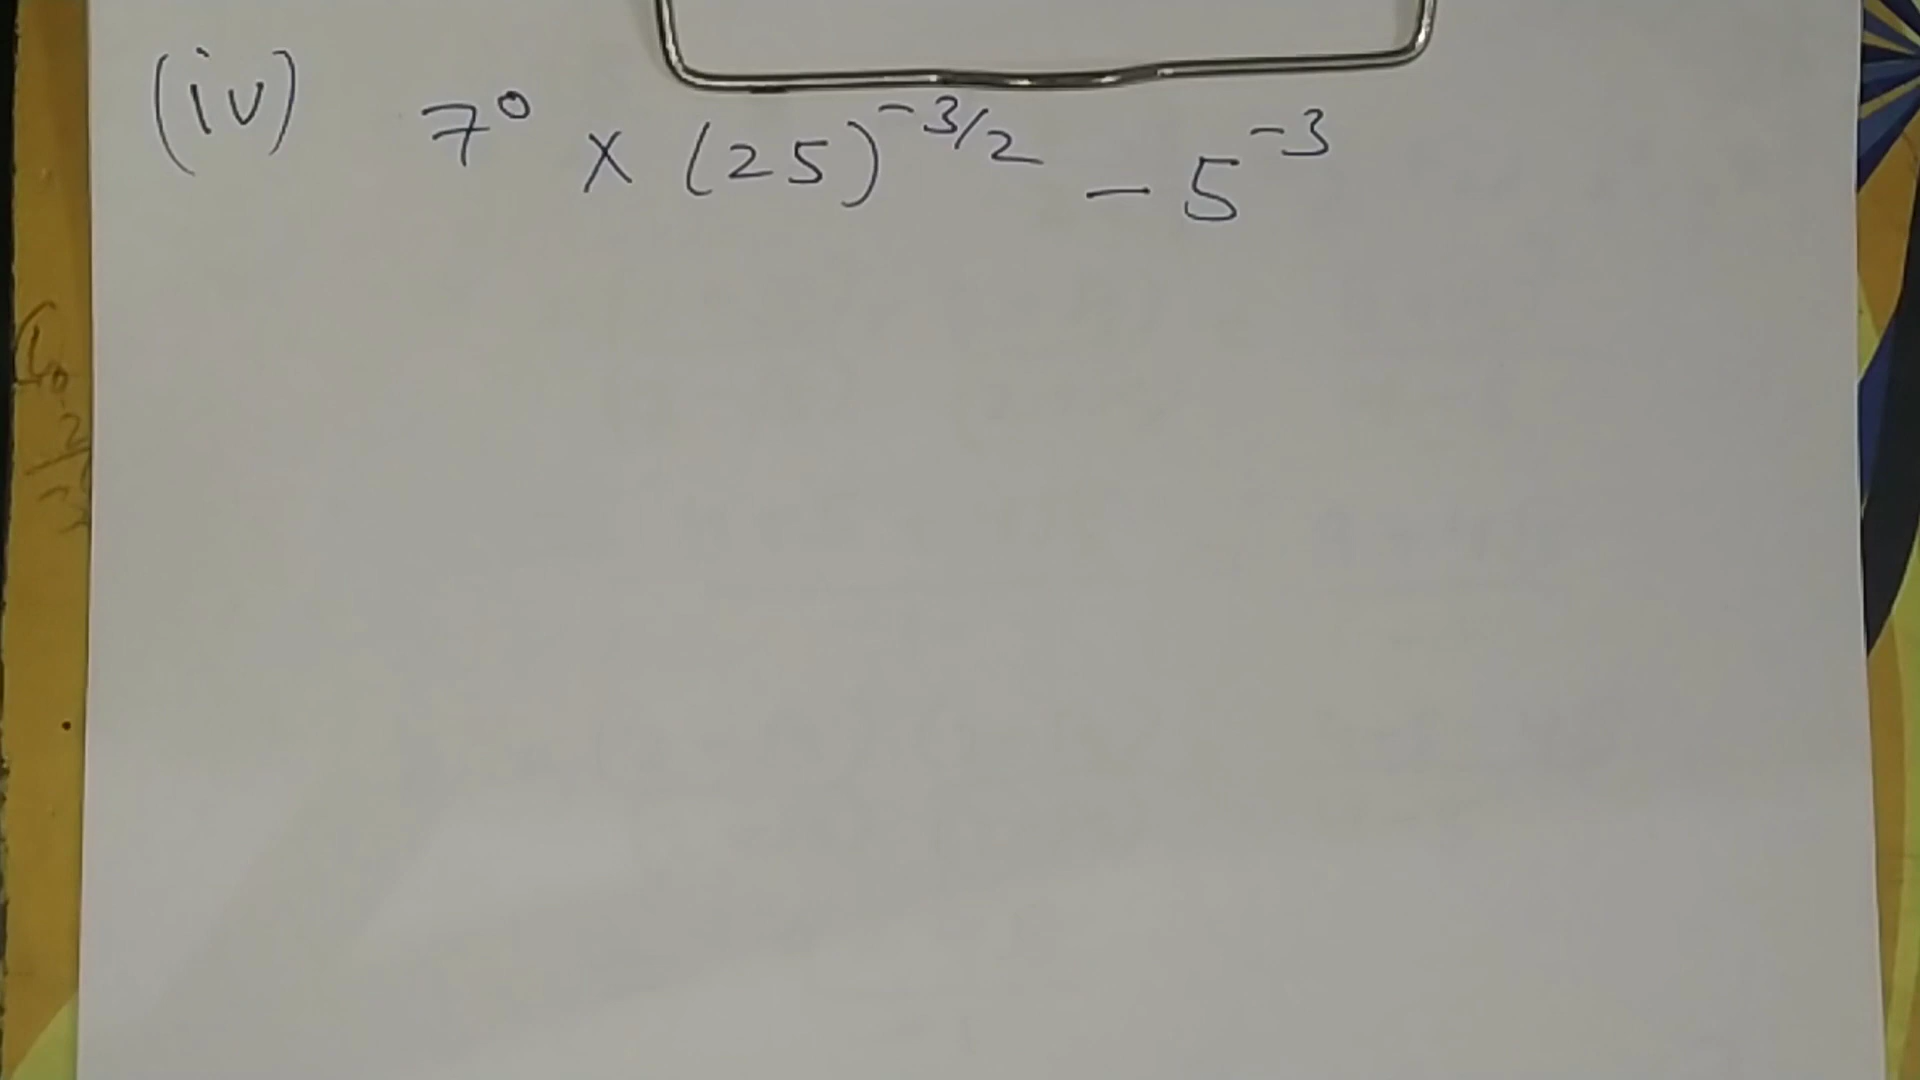 (iv) 7⁰ × (25)^{-3/2} - 5^{-3}